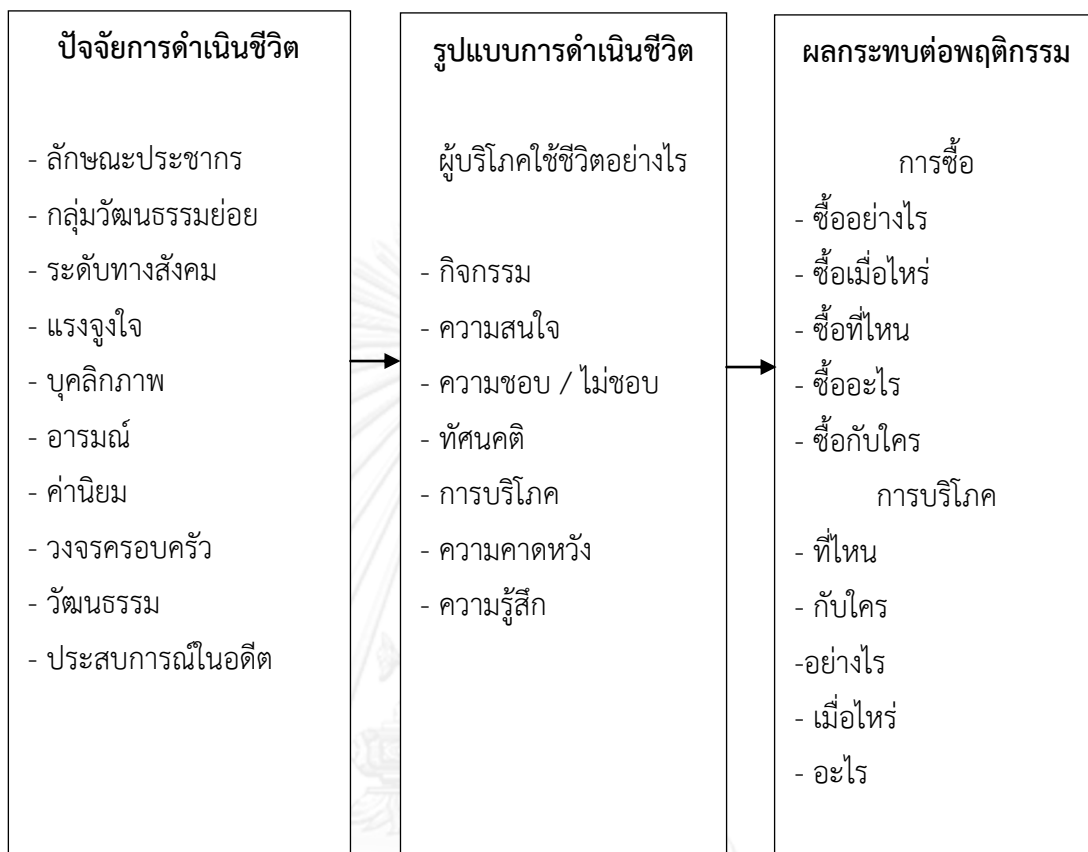 ปัจจัยการดำเนินชีวิต
- ลักษณะประชากร
- กลุ่มวัฒนธรรมย่อย
- ระดับทางสังคม
- แรงจูงใจ
- บุคลิกภาพ
- อารมณ์
- ค่านิยม
- วงจรครอบครัว
- วัฒนธรรม
- ประสบการณ์ในอดีต
รูปแบบการดำเนินชีวิต
ผู้บริโภคใช้ชีวิตอย่างไร
- กิจกรรม
- ความสนใจ
- ความชอบ / ไม่ชอบ
- ทัศนคติ
- การบริโภค
- ความคาดหวัง
- ความรู้สึก
ผลกระทบต่อพฤติกรรม
การซื้อ
- ซื้ออย่างไร
- ซื้อเมื่อไหร่
- ซื้อที่ไหน
- ซื้ออะไร
- ซื้อกับใคร
การบริโภค
- ที่ไหน
- กับใคร
-อย่างไร
- เมื่อไหร่
- อะไร